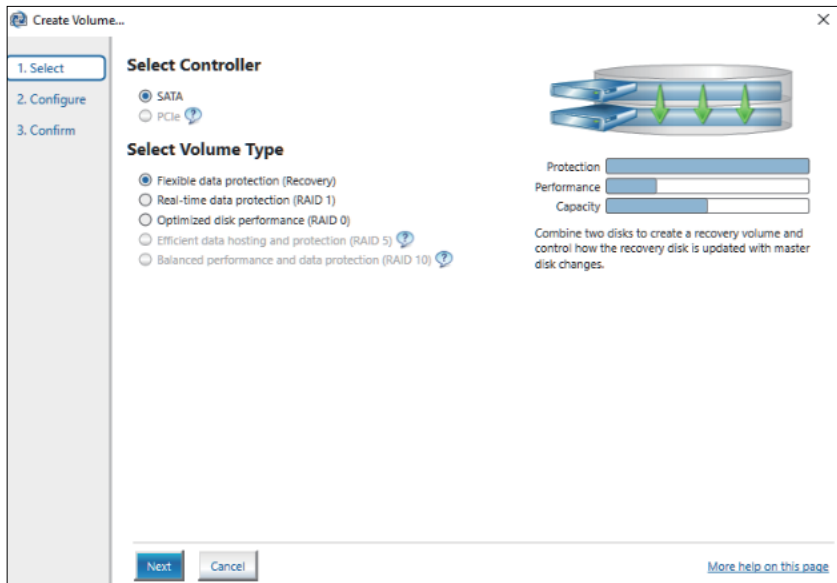 Create Volume...
1. Select
2. Configure
3. Confirm
Select Controller
SATA
PCIe
Select Volume Type
Flexible data protection (Recovery)
Real-time data protection (RAID 1)
Optimized disk performance (RAID 0)
Efficient data hosting and protection (RAID 5)
Balanced performance and data protection (RAID 10)
Protection
Performance
Capacity
Combine two disks to create a recovery volume and
control how the recovery disk is updated with master
disk changes.
Next
Cancel
More help on this page